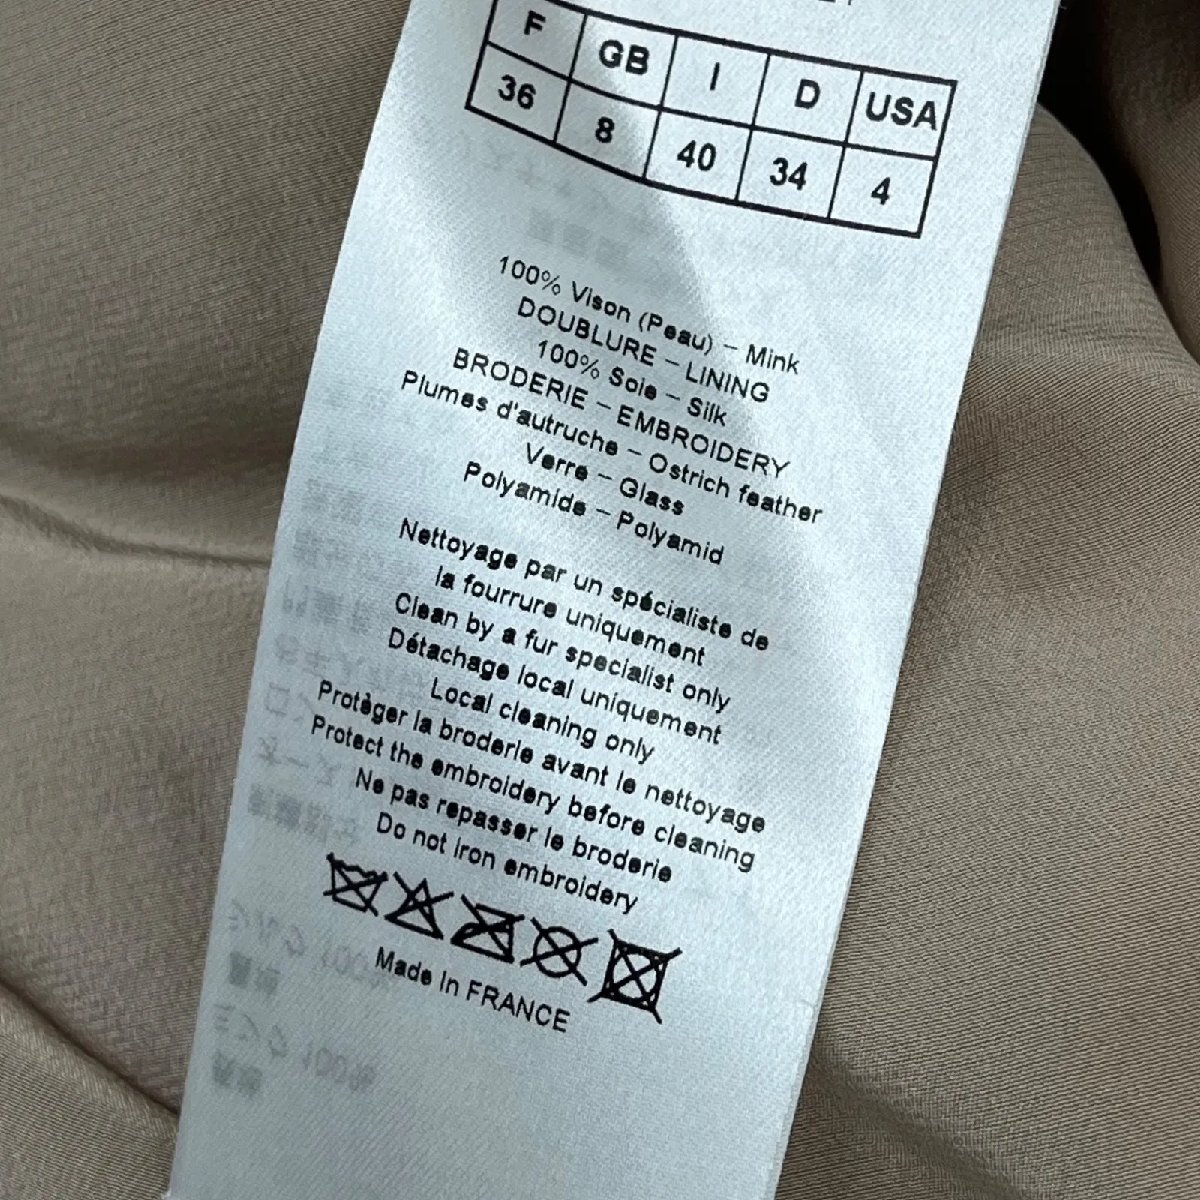 F GB I D USA
36 8 40 34 4
100% Vison (Peau) – Mink
DOUBLURE – LINING
100% Soie – Silk
BRODERIE – EMBROIDERY
Plumes d'autruche – Ostrich feather
Verre – Glass
Polyamide – Polyamid
Nettoyage par un spécialiste de
la fourrure uniquement
Clean by a fur specialist only
Détachage local uniquement
Local cleaning only
Protèger la broderie avant le nettoyage
Protect the embroidery before cleaning
Ne pas repasser le broderie
Do not iron embroidery
Made In FRANCE